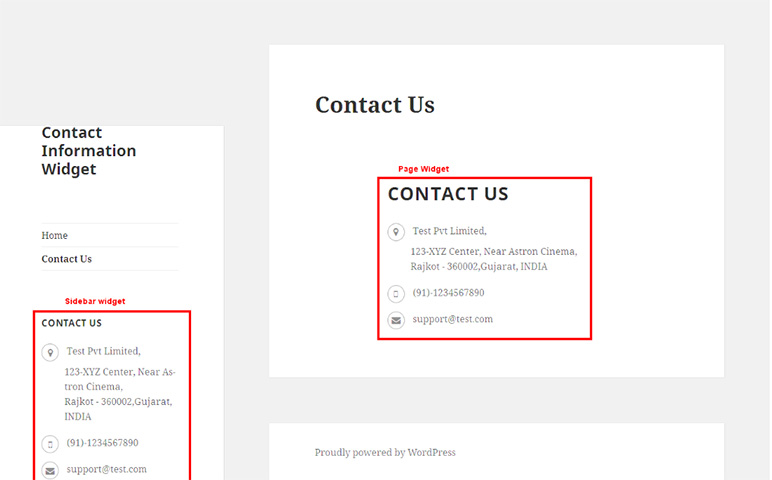 Contact
Information
Widget
Home
Contact Us
Sidebar widget
CONTACT US
Test Pvt Limited,
123-XYZ Center, Near As-
tron Cinema,
Rajkot - 360002,Gujarat,
INDIA
(91)-1234567890
support@test.com
Contact Us
Page Widget
CONTACT US
Test Pvt Limited,
123-XYZ Center, Near Astron Cinema,
Rajkot - 360002,Gujarat, INDIA
(91)-1234567890
support@test.com
Proudly powered by WordPress